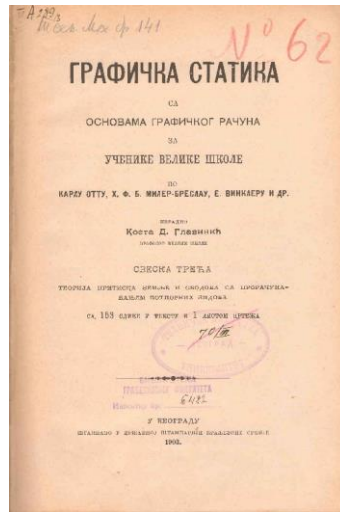 № 62
ГРАФИЧКА СТАТИКА
СА
ОСНОВАМА ГРАФИЧКОГ РАЧУНА
ЗА
УЧЕНИКЕ ВЕЛИКЕ ШКОЛЕ
ПО
КАРЛУ ОТТУ, Х. Ф. Б. МИЛЕР-БРЕСЛАУ, Е. ВИНКЛЕРУ И ДР.
ИЗРАДИО
Коста Д. Главинић
СВЕСКА ТРЕЋА
ТЕОРИЈА ПРИТИСКА ЗЕМЉЕ И СВОДОВА СА ПРОРАЧУНА-
ВАЊЕМ ПОТПОРНИХ ЗИДОВА
СА 153 СЛИКЕ У ТЕКСТУ И 1 ЛИСТОМ ЦРТЕЖА
У БЕОГРАДУ
ШТАМПАНО У ДРЖАВНОЈ ШТАМПАРИЈИ КРАЉЕВИНЕ СРБИЈЕ
1903.